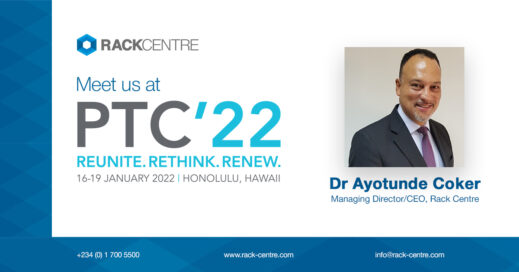 RACKCENTRE
Meet us at
PTC'22
REUNITE. RETHINK. RENEW.
16-19 JANUARY 2022 | HONOLULU, HAWAII
Dr Ayotunde Coker
Managing Director/CEO, Rack Centre
+234 (0) 1 700 5500
www.rack-centre.com
info@rack-centre.com